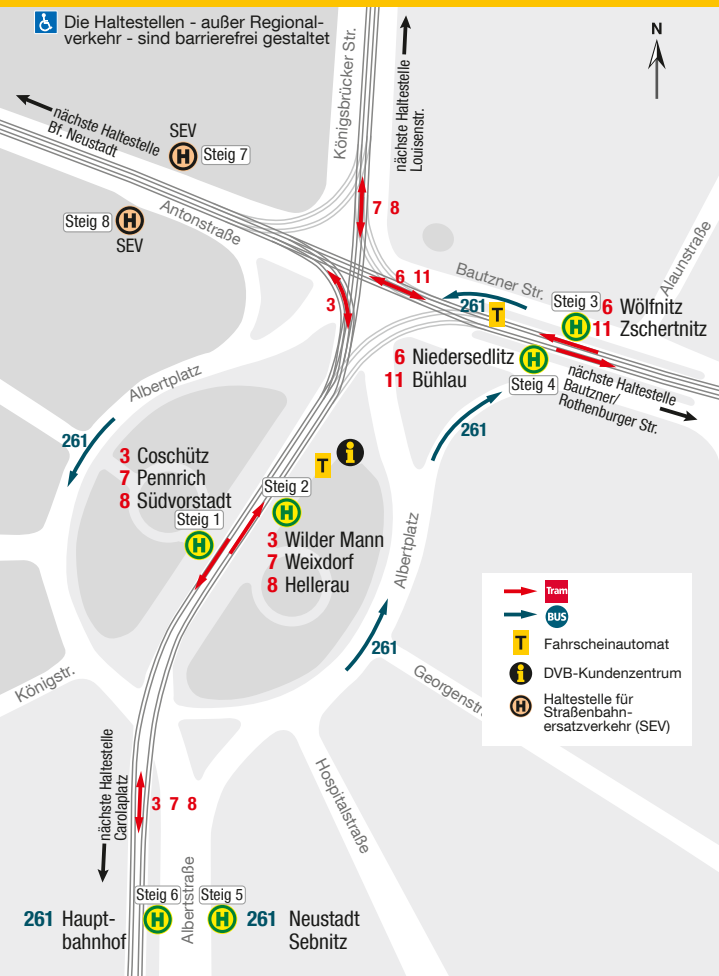 Die Haltestellen - außer Regional-
verkehr - sind barrierefrei gestaltet
N
Königsbrücker Str.
nächste Haltestelle
Louisenstr.
nächste Haltestelle
Bf. Neustadt
SEV
H
Steig 7
Steig 8
H
SEV
Antonstraße
7 8
6 11
3
Bautzner Str.
Alaunstraße
261
T
Steig 3
H
6 Wölfnitz
11 Zschertnitz
6 Niedersedlitz
11 Bühlau
H
Steig 4
nächste Haltestelle
Bautzner/
Rothenburger Str.
Albertplatz
261
261
3 Coschütz
7 Pennrich
8 Südvorstadt
Steig 1
H
T
i
Steig 2
H
3 Wilder Mann
7 Weixdorf
8 Hellerau
Albertplatz
261
Königstr.
Georgenstr.
Tram
BUS
T Fahrscheinautomat
i DVB-Kundenzentrum
H Haltestelle für
Straßenbahn-
ersatzverkehr (SEV)
nächste Haltestelle
Carolaplatz
3 7 8
Hospitalstraße
Albertstraße
Steig 6
H
261 Haupt-
bahnhof
Steig 5
H
261 Neustadt
Sebnitz